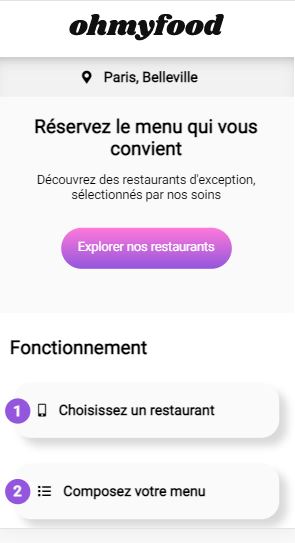 ohmyfood
Paris, Belleville
Réservez le menu qui vous
convient
Découvrez des restaurants d'exception,
sélectionnés par nos soins
Explorer nos restaurants
Fonctionnement
1 Choisissez un restaurant
2 Composez votre menu